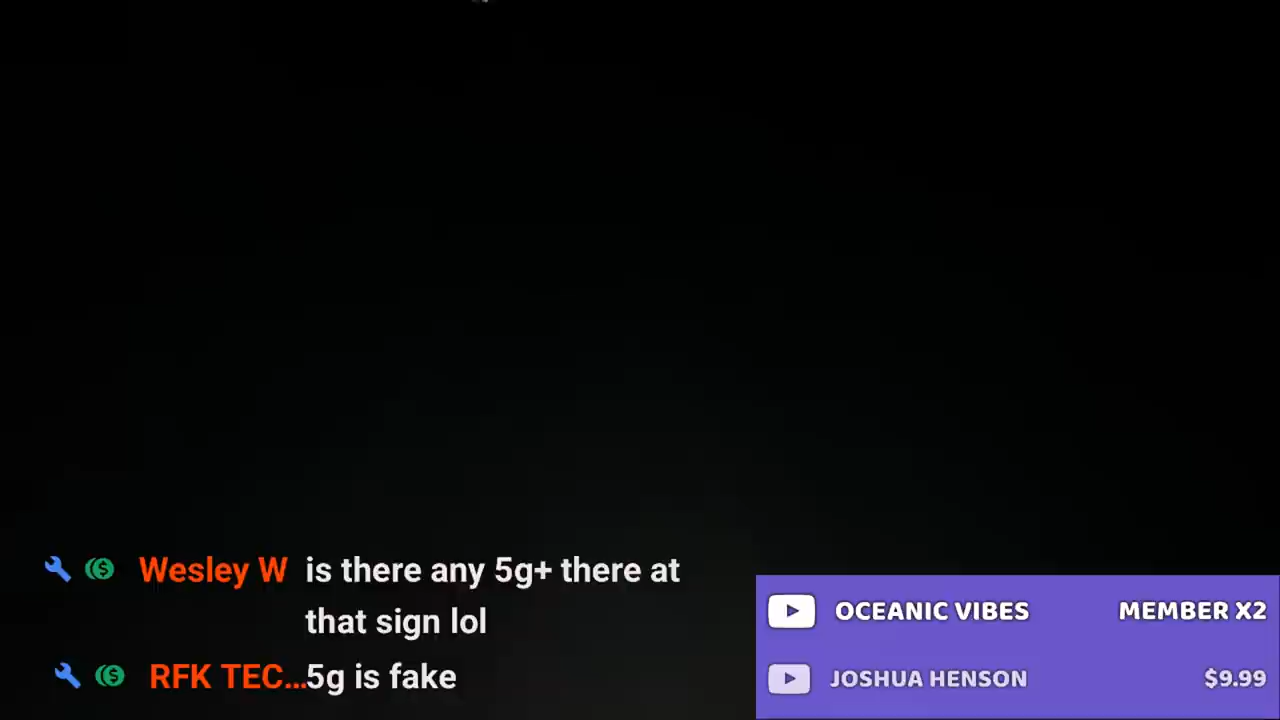 Wesley W is there any 5g+ there at
that sign lol
RFK TEC...5g is fake
OCEANIC VIBES MEMBER X2
JOSHUA HENSON $9.99